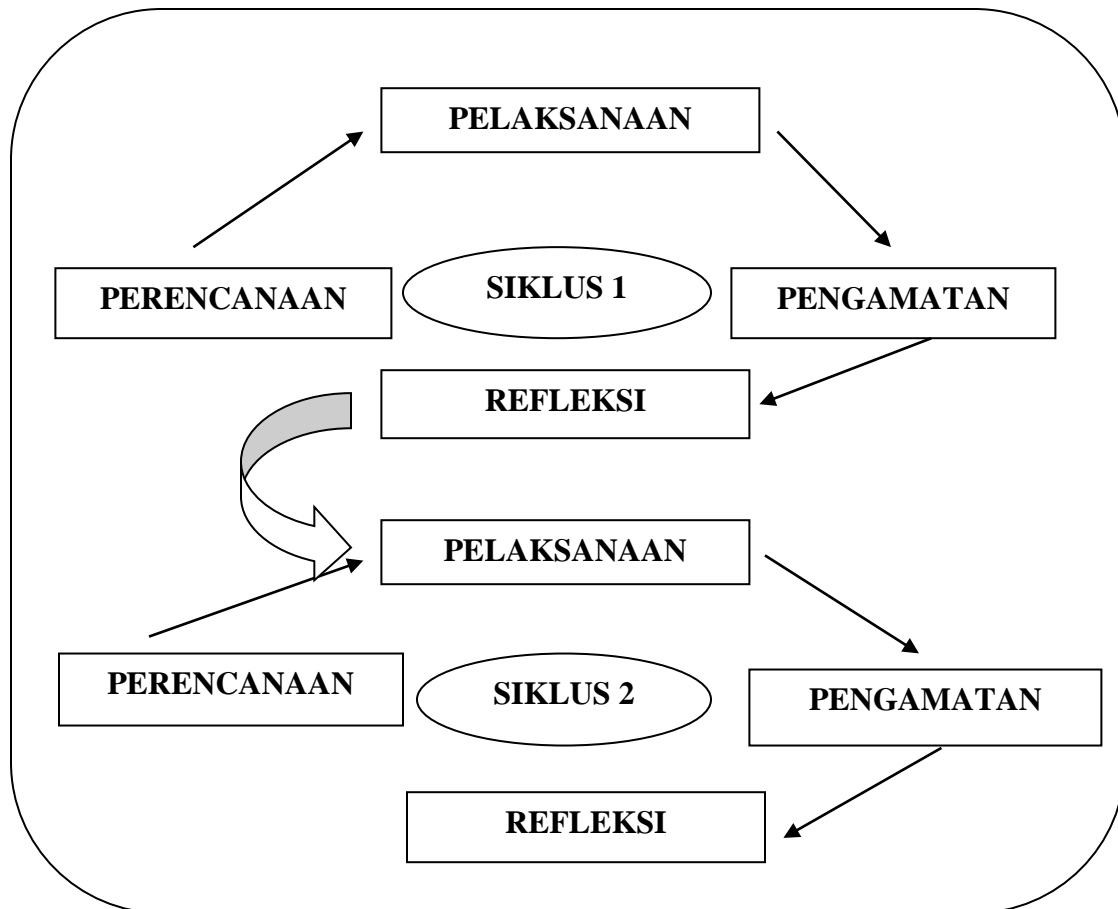 PELAKSANAAN
PERENCANAAN
SIKLUS 1
PENGAMATAN
REFLEKSI
PELAKSANAAN
PERENCANAAN
SIKLUS 2
PENGAMATAN
REFLEKSI